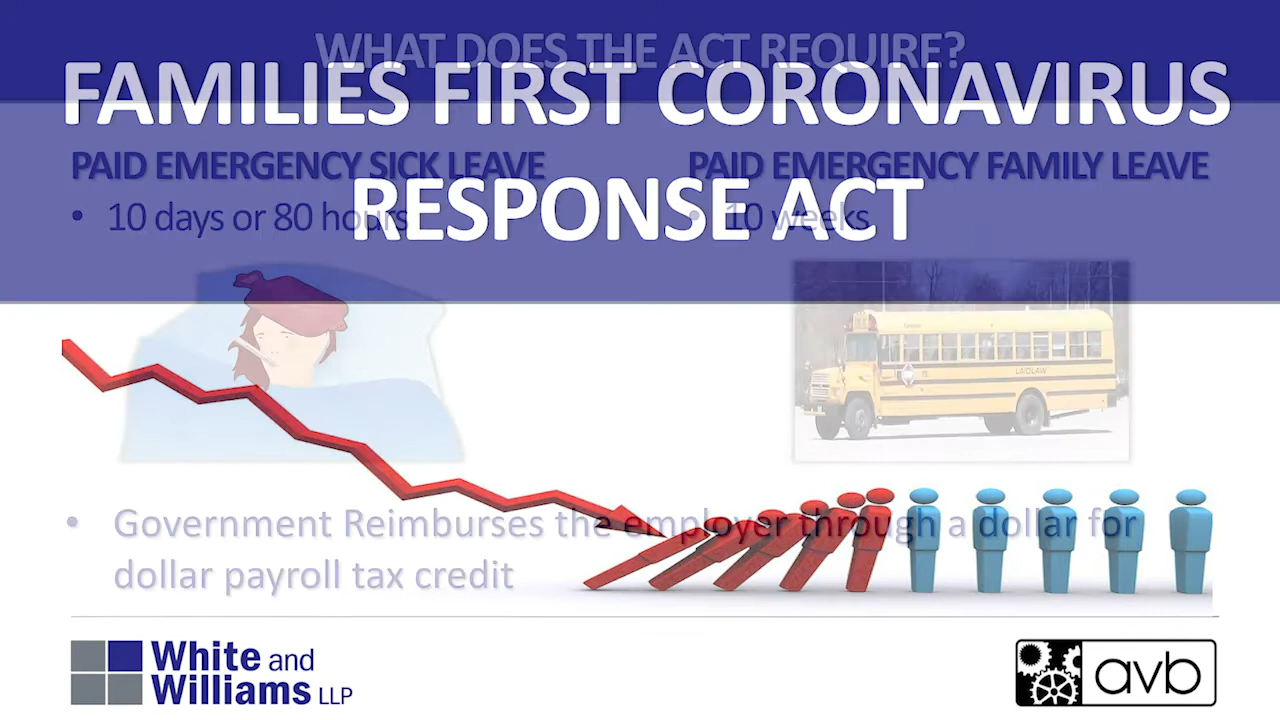 WHAT DOES THE ACT REQUIRE?
FAMILIES FIRST CORONAVIRUS
RESPONSE ACT
PAID EMERGENCY SICK LEAVE
• 10 days or 80 hours
PAID EMERGENCY FAMILY LEAVE
• 10 weeks
LAIDLAW
• Government Reimburses the employer through a dollar for
dollar payroll tax credit
White and
Williams LLP
avb